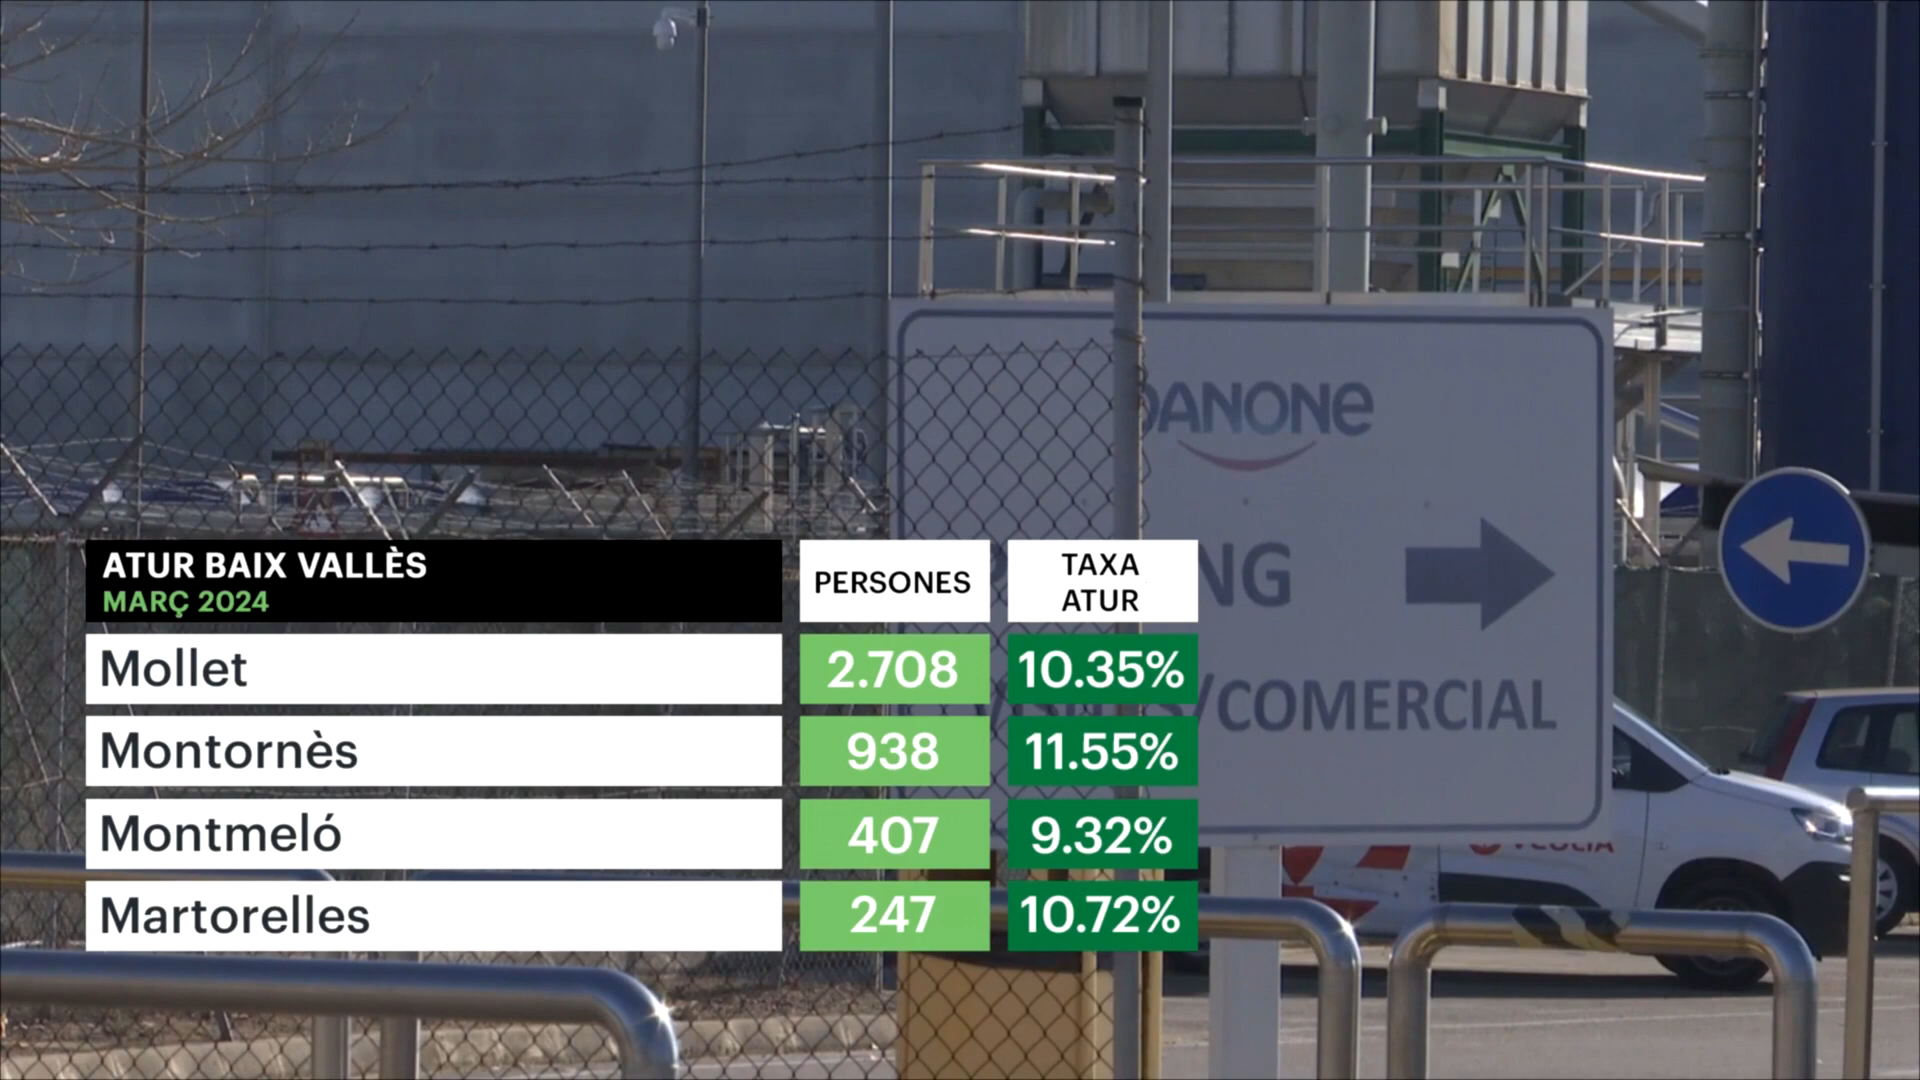 DANONE
/COMERCIAL
ATUR BAIX VALLÈS
MARÇ 2024
PERSONES
TAXA
ATUR
Mollet
2.708
10.35%
Montornès
938
11.55%
Montmeló
407
9.32%
Martorelles
247
10.72%